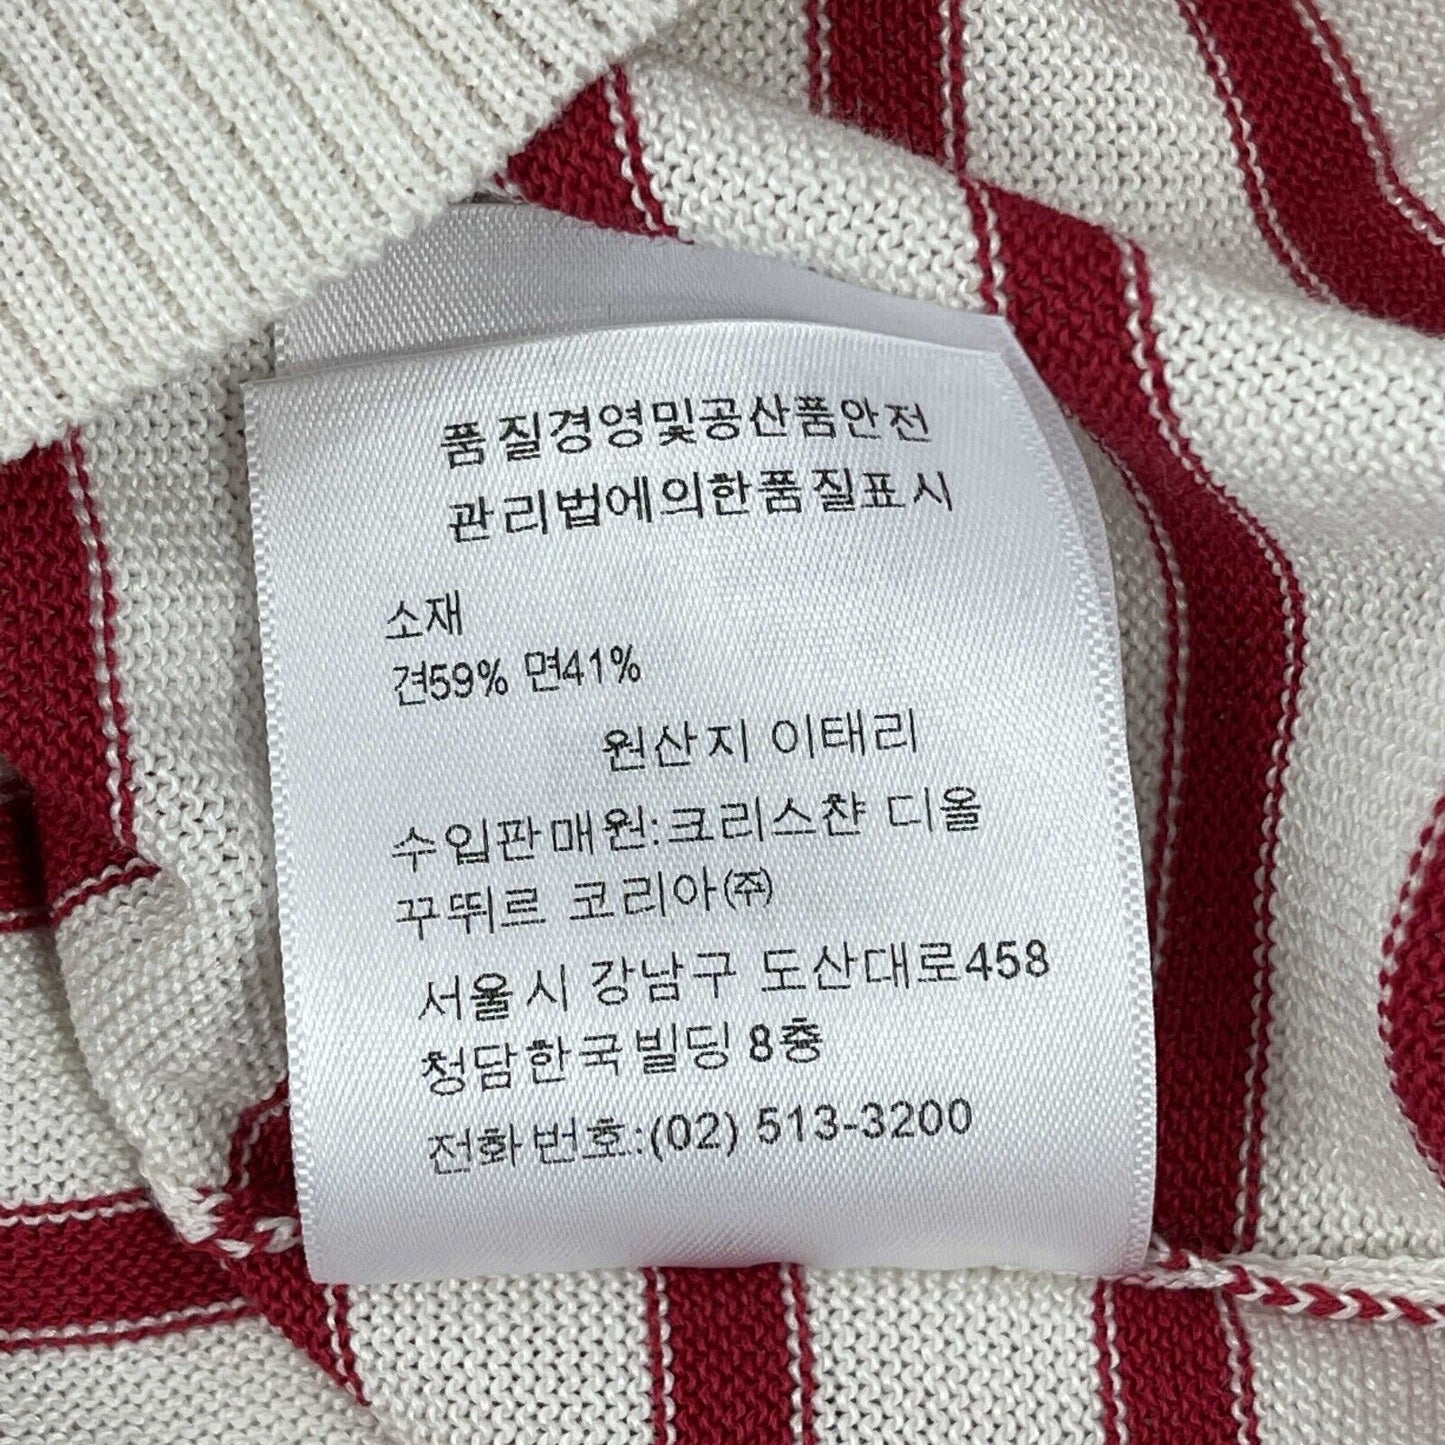 품질경영및공산품안전
관리법에의한품질표시
소재
견59% 면41%
원산지 이태리
수입판매원:크리스챤 디올
꾸뛰르 코리아㈜
서울시 강남구 도산대로458
청담한국빌딩 8층
전화번호:(02) 513-3200